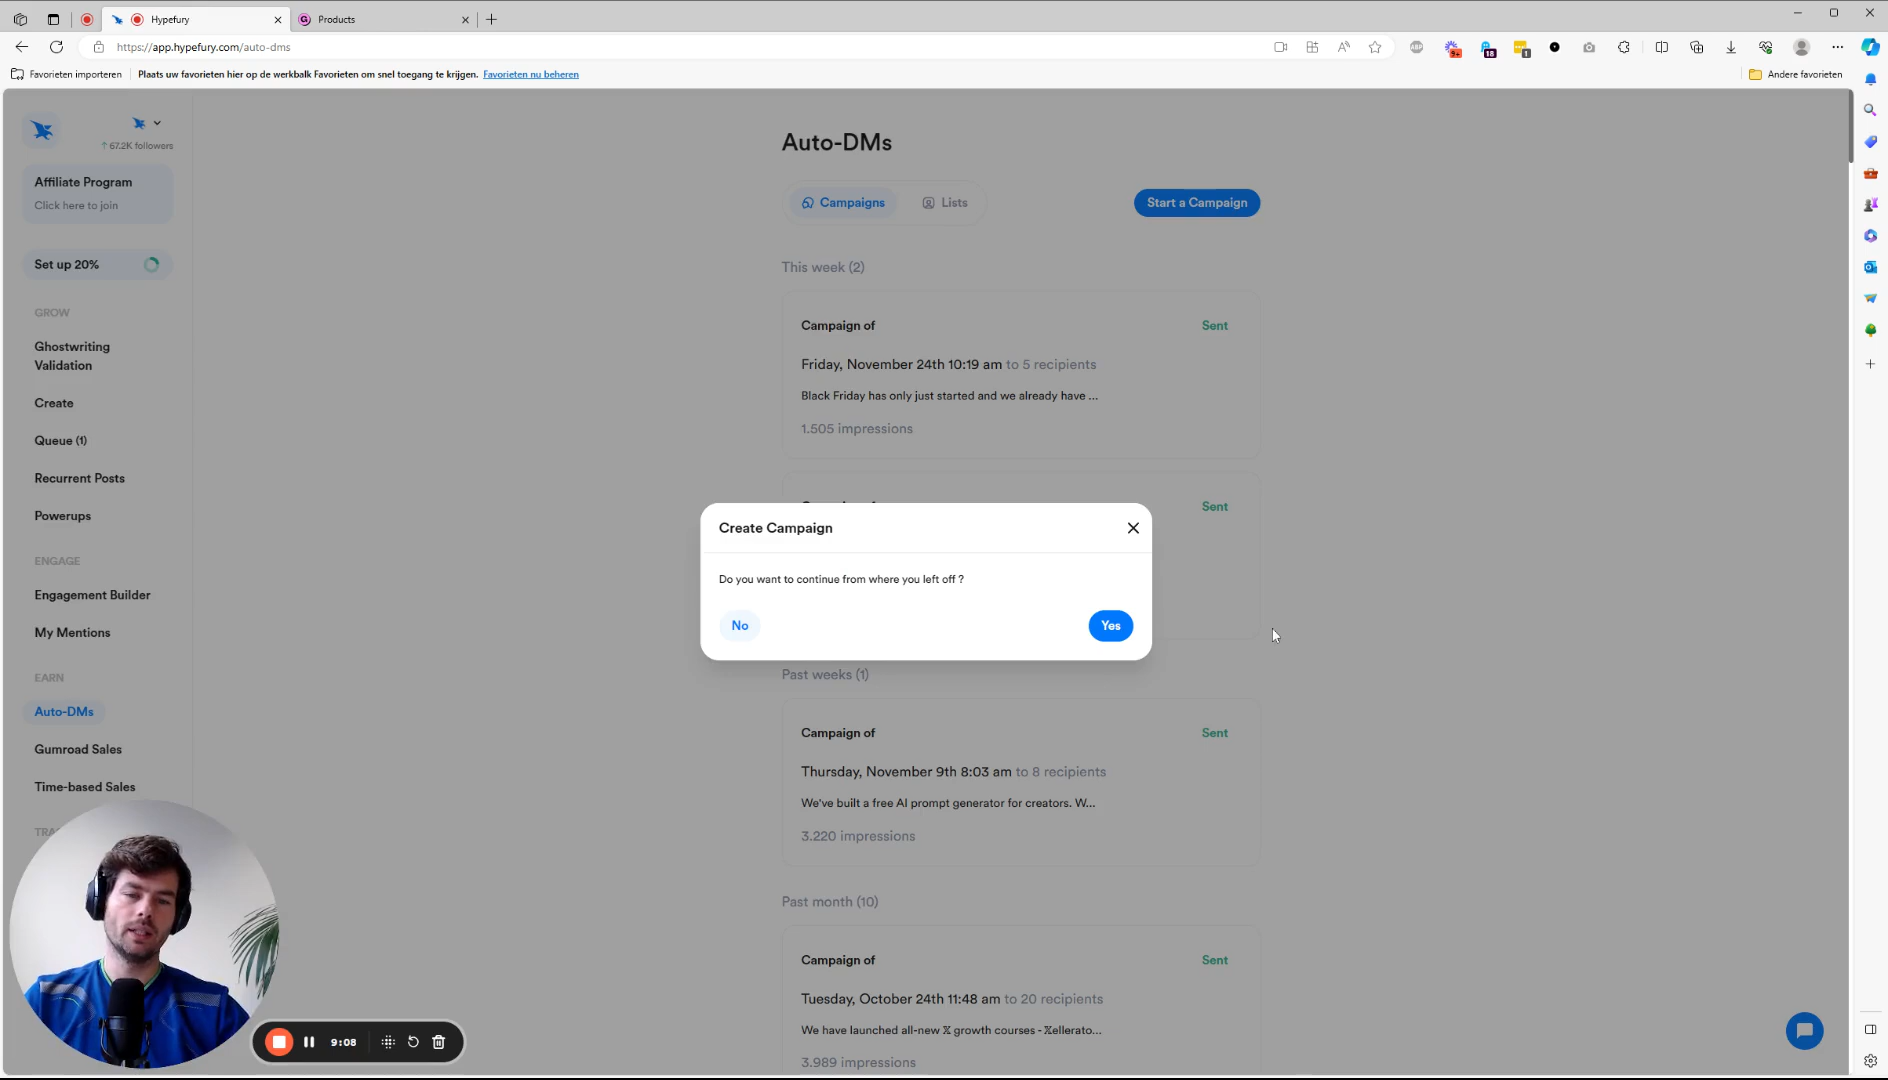 Hypefury
Products
https://app.hypefury.com/auto-dms
ABP
9+
18
1
Favorieten importeren
Plaats uw favorieten hier op de werkbalk Favorieten om snel toegang te krijgen. Favorieten nu beheren
Andere favorieten
↑ 67.2K followers
Affiliate Program
Click here to join
Set up 20%
GROW
Ghostwriting
Validation
Create
Queue (1)
Recurrent Posts
Powerups
ENGAGE
Engagement Builder
My Mentions
EARN
Auto-DMs
Gumroad Sales
Time-based Sales
TRA
Auto-DMs
Campaigns
Lists
Start a Campaign
This week (2)
Campaign of
Sent
Friday, November 24th 10:19 am to 5 recipients
Black Friday has only just started and we already have ...
1.505 impressions
Sent
Create Campaign
Do you want to continue from where you left off ?
No
Yes
Past weeks (1)
Campaign of
Sent
Thursday, November 9th 8:03 am to 8 recipients
We've built a free AI prompt generator for creators. W...
3.220 impressions
Past month (10)
Campaign of
Sent
Tuesday, October 24th 11:48 am to 20 recipients
We have launched all-new 𝕏 growth courses - 𝕏ellerato...
3.989 impressions
9:08